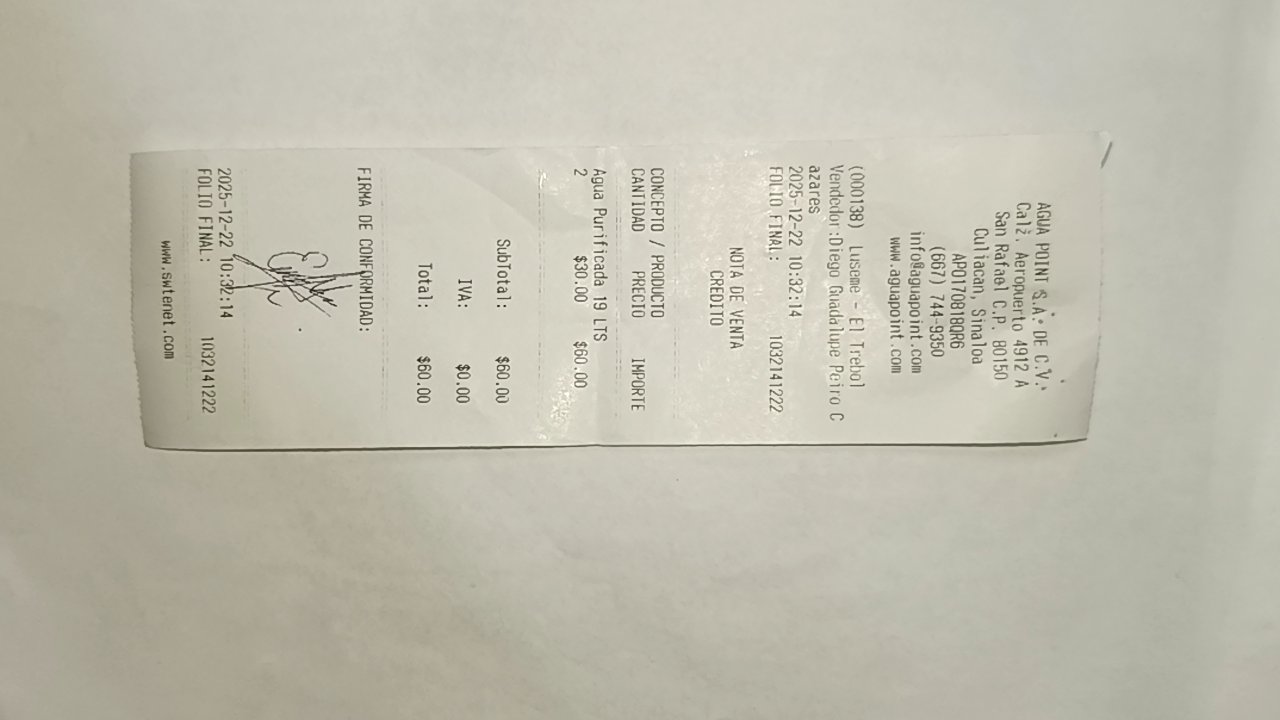 AGUA POINT S.A. DE C.V.
Calz. Aeropuerto 4912 A
San Rafael C.P. 80150
Culiacan, Sinaloa
APO170818QR6
(667) 744-9350
info@aguapoint.com
www.aguapoint.com
(000138) Luseme - El Trebol
Vendedor:Diego Guadalupe Peiro C
azares
2025-12-22 10:32:14
FOLIO FINAL: 1032141222
NOTA DE VENTA
CREDITO
CONCEPTO / PRODUCTO
CANTIDAD PRECIO IMPORTE
Agua Purificada 19 LTS
2 $30.00 $60.00
SubTotal: $60.00
IVA: $0.00
Total: $60.00
FIRMA DE CONFORMIDAD:
2025-12-22 10:32:14
FOLIO FINAL: 1032141222
www.swtenet.com